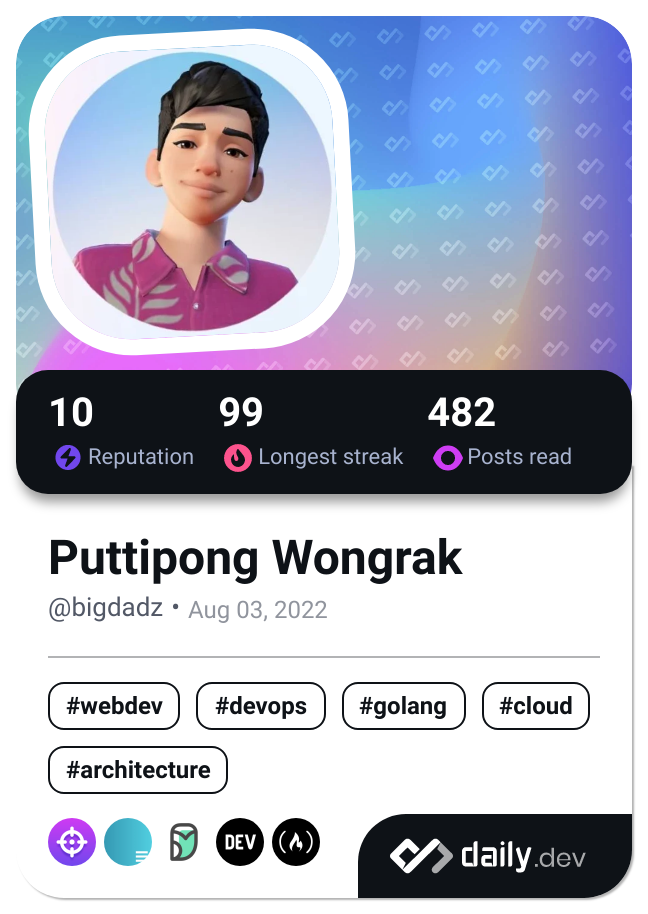 10 99 482
Reputation Longest streak Posts read
Puttipong Wongrak
@bigdadz • Aug 03, 2022
#webdev #devops #golang #cloud
#architecture
DEV
daily.dev